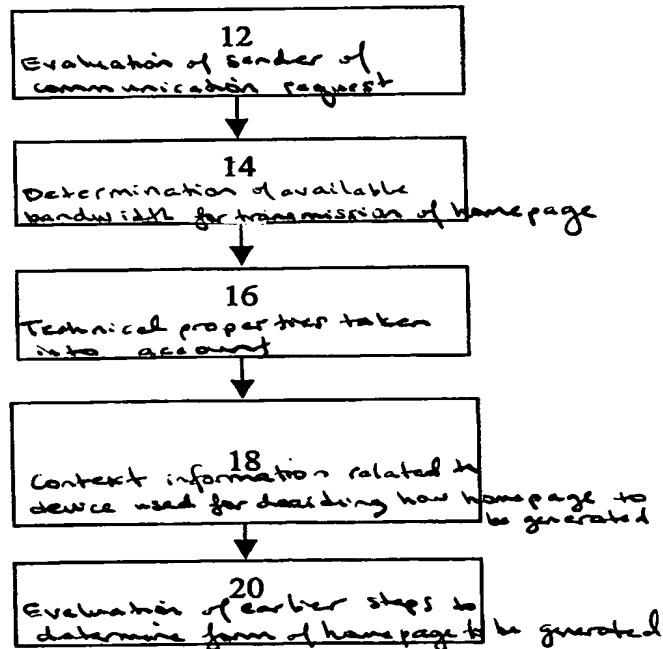 12
Evaluation of sender of
communication request
14
Determination of available
bandwidth for transmission of homepage
16
Technical properties taken
into account
18
Context information related to
device used for deciding how homepage to
be generated
20
Evaluation of earlier steps to
determine form of homepage to be generated